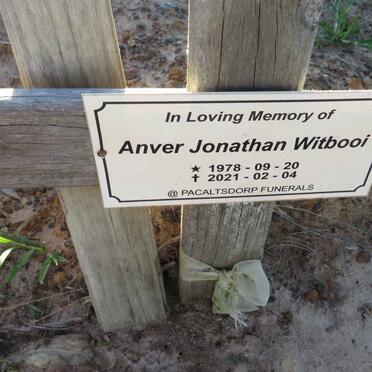 In Loving Memory of
Anver Jonathan Witbooi
★ 1978 - 09 - 20
✝ 2021 - 02 - 04
@ PACALTSDORP FUNERALS